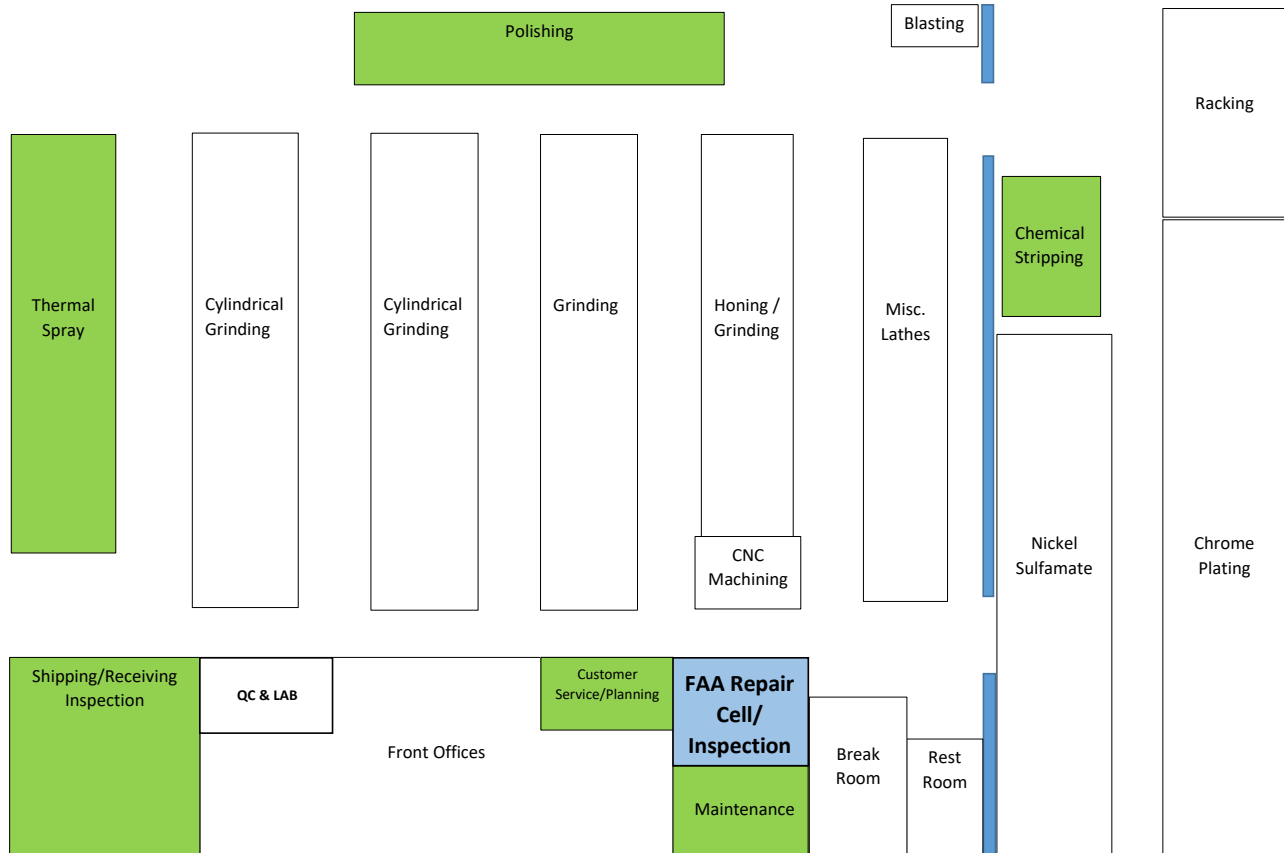 Polishing
Blasting
Racking
Chemical
Stripping
Thermal
Spray
Cylindrical
Grinding
Cylindrical
Grinding
Grinding
Honing /
Grinding
Misc.
Lathes
CNC
Machining
Nickel
Sulfamate
Chrome
Plating
Shipping/Receiving
Inspection
QC & LAB
Front Offices
Customer
Service/Planning
FAA Repair
Cell/
Inspection
Maintenance
Break
Room
Rest
Room